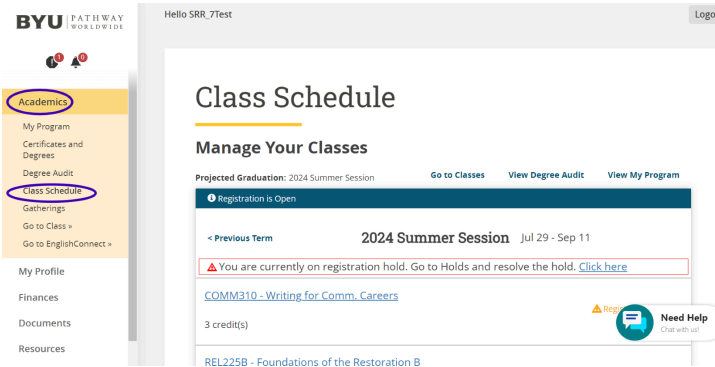 BYU PATHWAY
WORLDWIDE
Hello SRR_7Test
Logo
1
0
Academics
My Program
Certificates and
Degrees
Degree Audit
Class Schedule
Gatherings
Go to Class »
Go to EnglishConnect »
My Profile
Finances
Documents
Resources
Class Schedule
Manage Your Classes
Projected Graduation: 2024 Summer Session
Go to Classes
View Degree Audit
View My Program
Registration is Open
< Previous Term
2024 Summer Session Jul 29 - Sep 11
You are currently on registration hold. Go to Holds and resolve the hold. Click here
COMM310 - Writing for Comm. Careers
3 credit(s)
Need Help
Chat with us!
REL225B - Foundations of the Restoration B